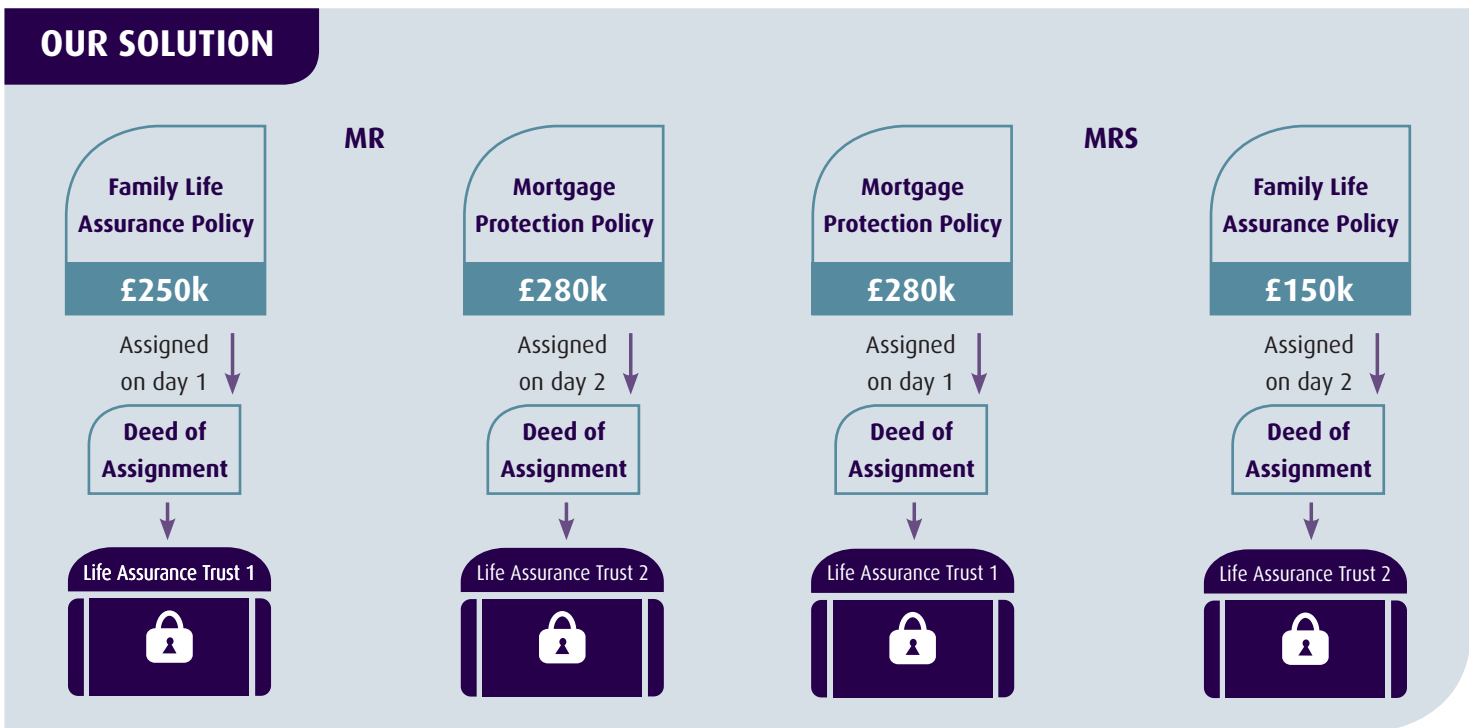 OUR SOLUTION
MR
MRS
Family Life
Assurance Policy
£250k
Assigned
on day 1
Deed of
Assignment
Life Assurance Trust 1
Mortgage
Protection Policy
£280k
Assigned
on day 2
Deed of
Assignment
Life Assurance Trust 2
Mortgage
Protection Policy
£280k
Assigned
on day 1
Deed of
Assignment
Life Assurance Trust 1
Family Life
Assurance Policy
£150k
Assigned
on day 2
Deed of
Assignment
Life Assurance Trust 2